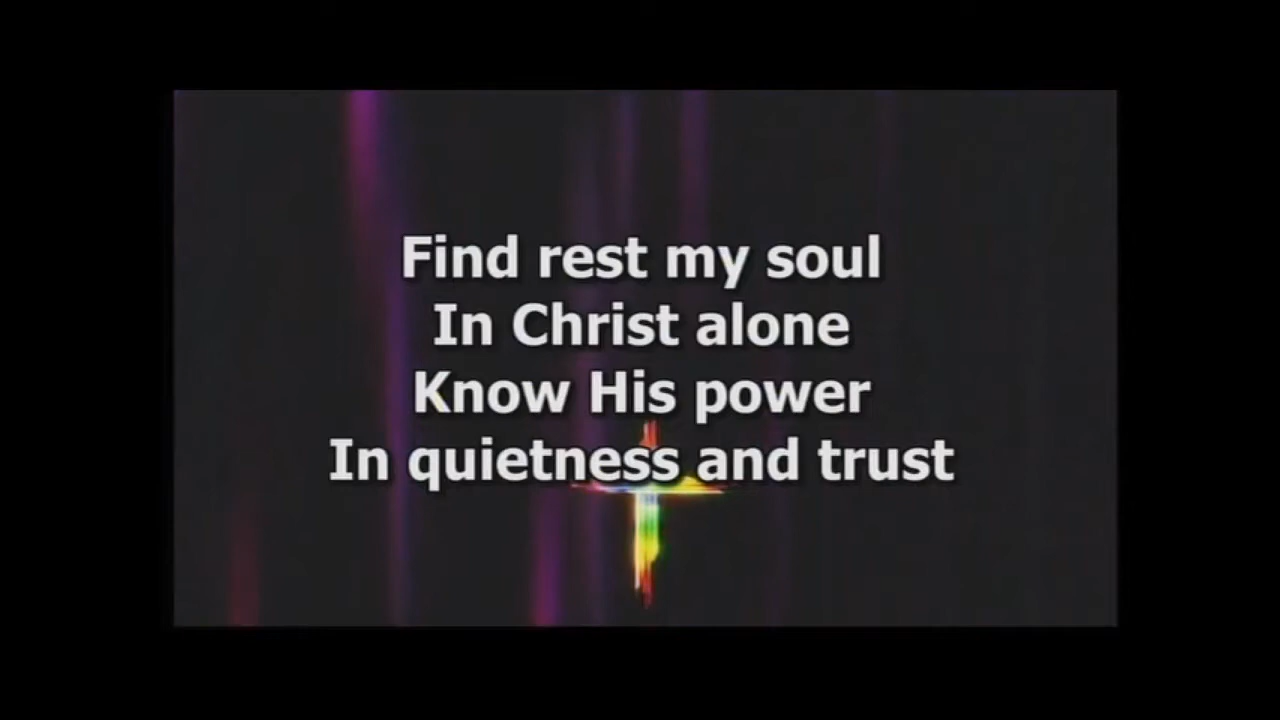 Find rest my soul
In Christ alone
Know His power
In quietness and trust